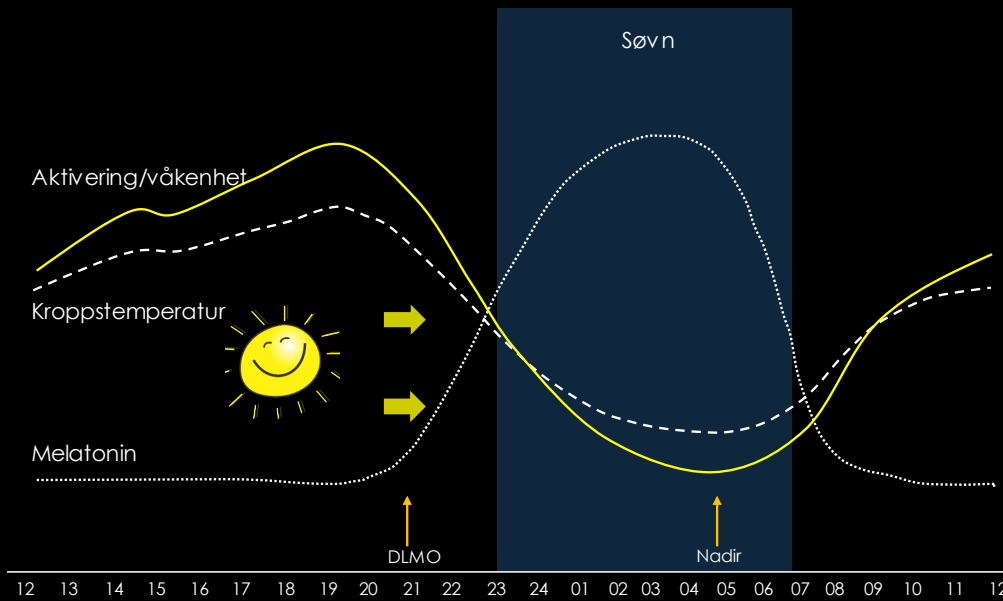 Søvn
Aktivering/våkenhet
Kroppstemperatur
Melatonin
DLMO Nadir
12 13 14 15 16 17 18 19 20 21 22 23 24 01 02 03 04 05 06 07 08 09 10 11 12